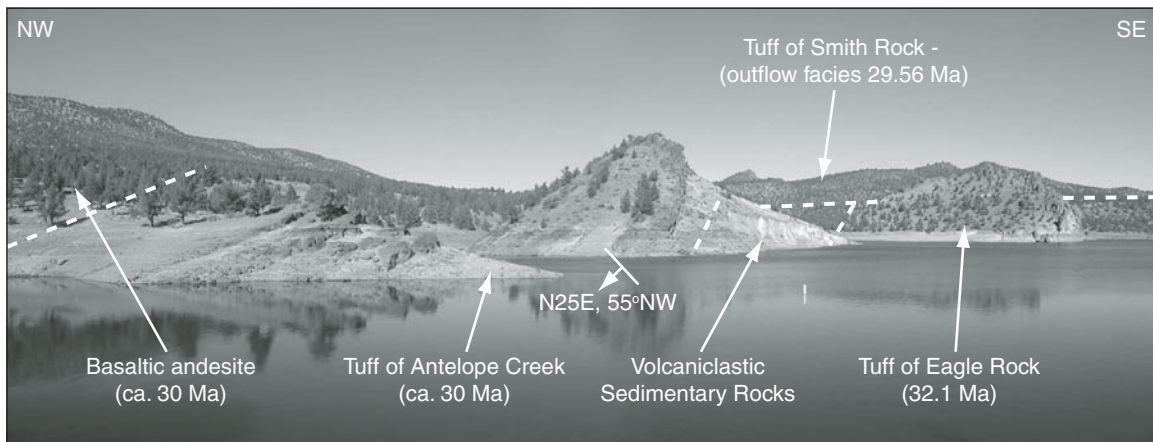 NW
SE
Tuff of Smith Rock -
(outflow facies 29.56 Ma)
N25E, 55°NW
Basaltic andesite
(ca. 30 Ma)
Tuff of Antelope Creek
(ca. 30 Ma)
Volcaniclastic
Sedimentary Rocks
Tuff of Eagle Rock
(32.1 Ma)